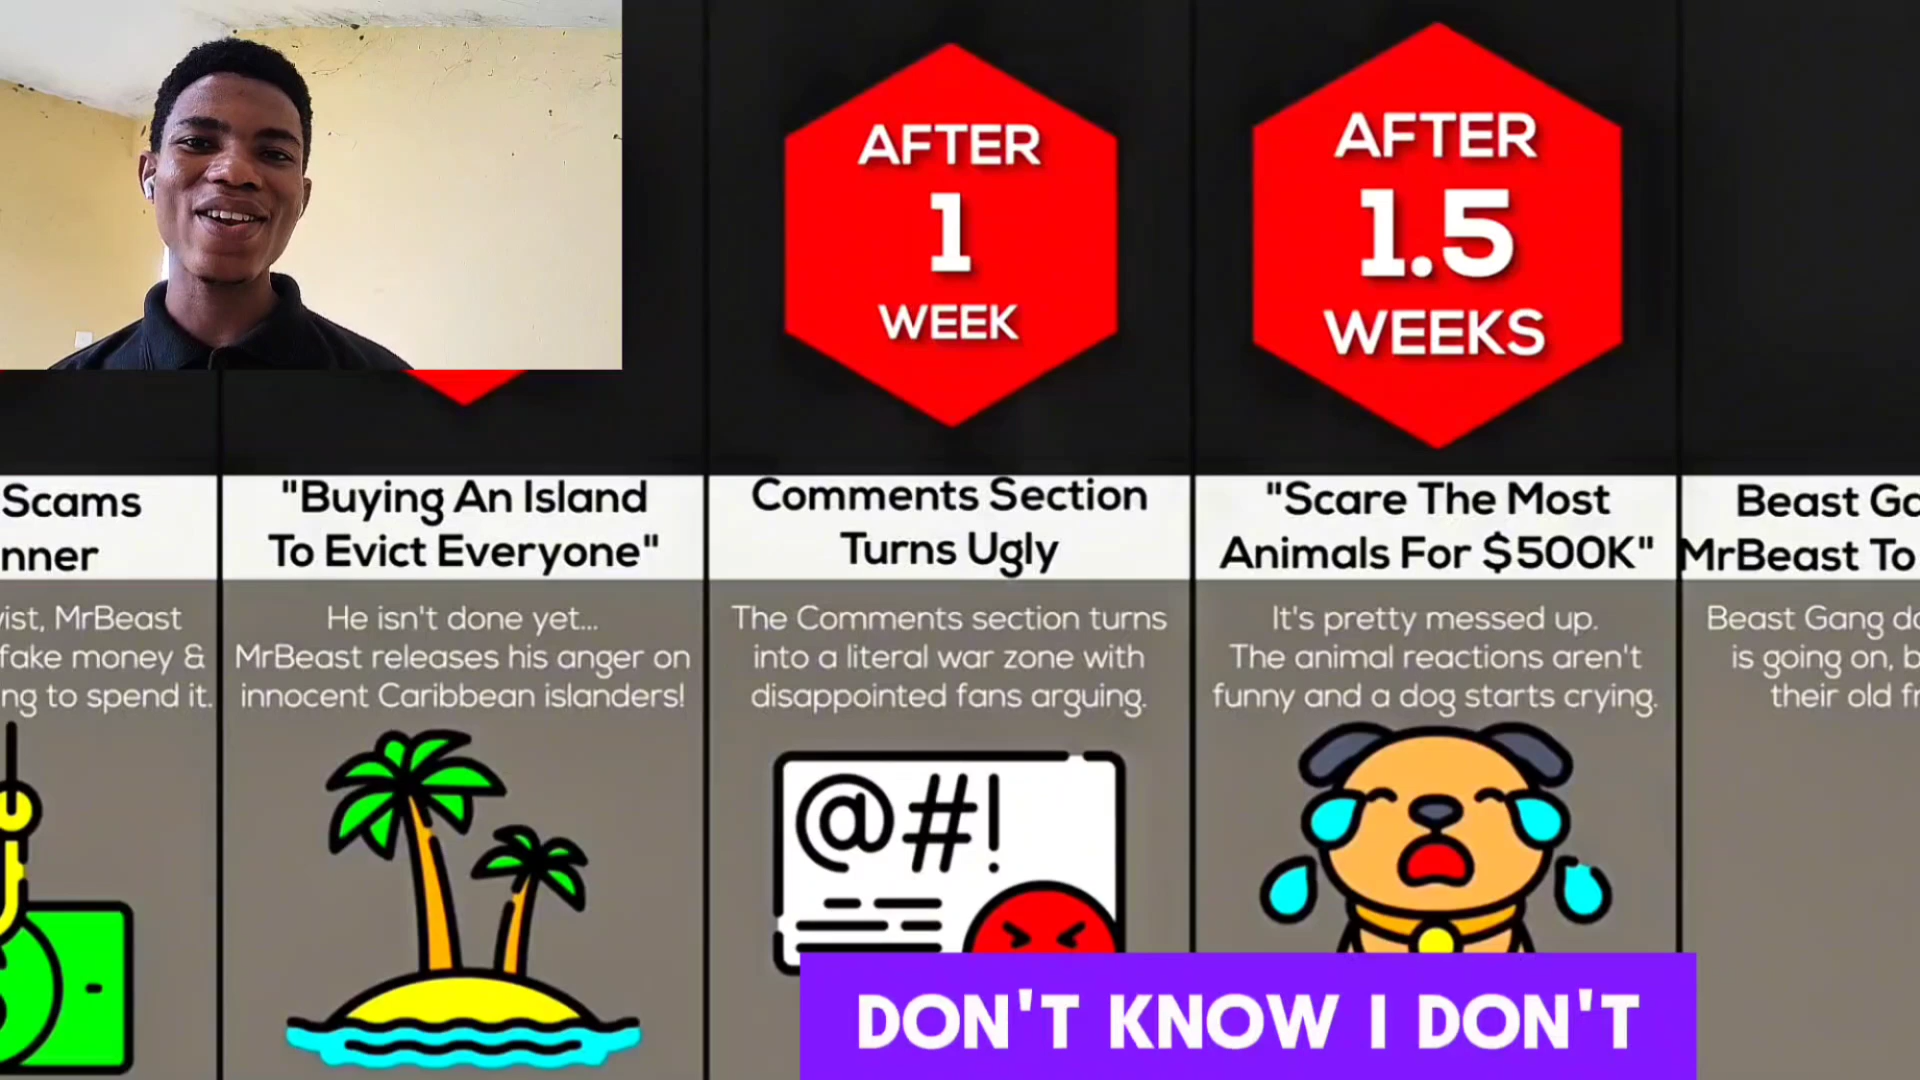 AFTER
1
WEEK
AFTER
1.5
WEEKS
Scams
nner
"Buying An Island
To Evict Everyone"
Comments Section
Turns Ugly
"Scare The Most
Animals For $500K"
Beast Ga
MrBeast To
ist, MrBeast
fake money &
ng to spend it.
He isn't done yet...
MrBeast releases his anger on
innocent Caribbean islanders!
The Comments section turns
into a literal war zone with
disappointed fans arguing.
It's pretty messed up.
The animal reactions aren't
funny and a dog starts crying.
Beast Gang do
is going on, b
their old fr
@#!
DON'T KNOW I DON'T